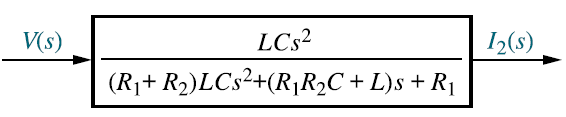 V(s)
LCs²
I₂(s)
(R₁+ R₂)LCs²+(R₁R₂C + L)s + R₁